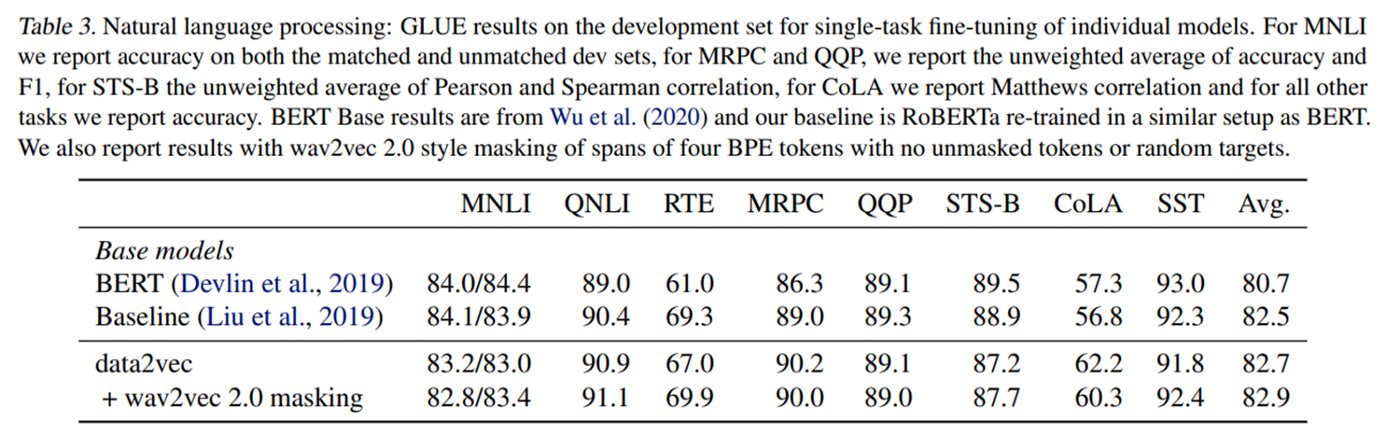 Table 3. Natural language processing: GLUE results on the development set for single-task fine-tuning of individual models. For MNLI
we report accuracy on both the matched and unmatched dev sets, for MRPC and QQP, we report the unweighted average of accuracy and
F1, for STS-B the unweighted average of Pearson and Spearman correlation, for CoLA we report Matthews correlation and for all other
tasks we report accuracy. BERT Base results are from Wu et al. (2020) and our baseline is RoBERTa re-trained in a similar setup as BERT.
We also report results with wav2vec 2.0 style masking of spans of four BPE tokens with no unmasked tokens or random targets.
MNLI QNLI RTE MRPC QQP STS-B CoLA SST Avg.
Base models
BERT (Devlin et al., 2019) 84.0/84.4 89.0 61.0 86.3 89.1 89.5 57.3 93.0 80.7
Baseline (Liu et al., 2019) 84.1/83.9 90.4 69.3 89.0 89.3 88.9 56.8 92.3 82.5
data2vec 83.2/83.0 90.9 67.0 90.2 89.1 87.2 62.2 91.8 82.7
+ wav2vec 2.0 masking 82.8/83.4 91.1 69.9 90.0 89.0 87.7 60.3 92.4 82.9